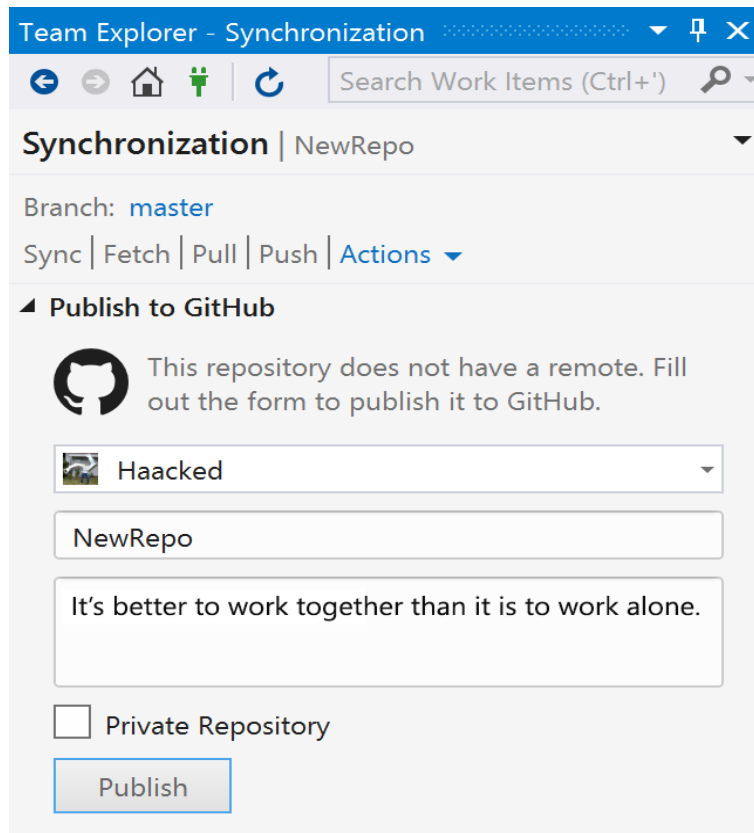 Team Explorer - Synchronization
Search Work Items (Ctrl+')
Synchronization | NewRepo
Branch: master
Sync | Fetch | Pull | Push | Actions
Publish to GitHub
This repository does not have a remote. Fill
out the form to publish it to GitHub.
Haacked
NewRepo
It's better to work together than it is to work alone.
Private Repository
Publish